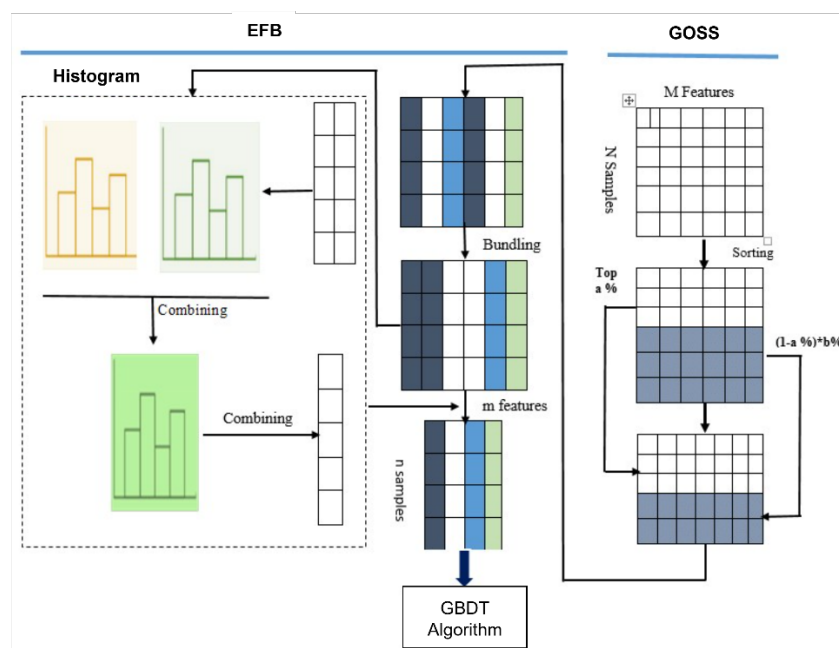 EFB
GOSS
Histogram
M Features
N Samples
Bundling
Sorting
Top
a %
Combining
(1-a %)*b%
Combining
m features
n samples
GBDT
Algorithm